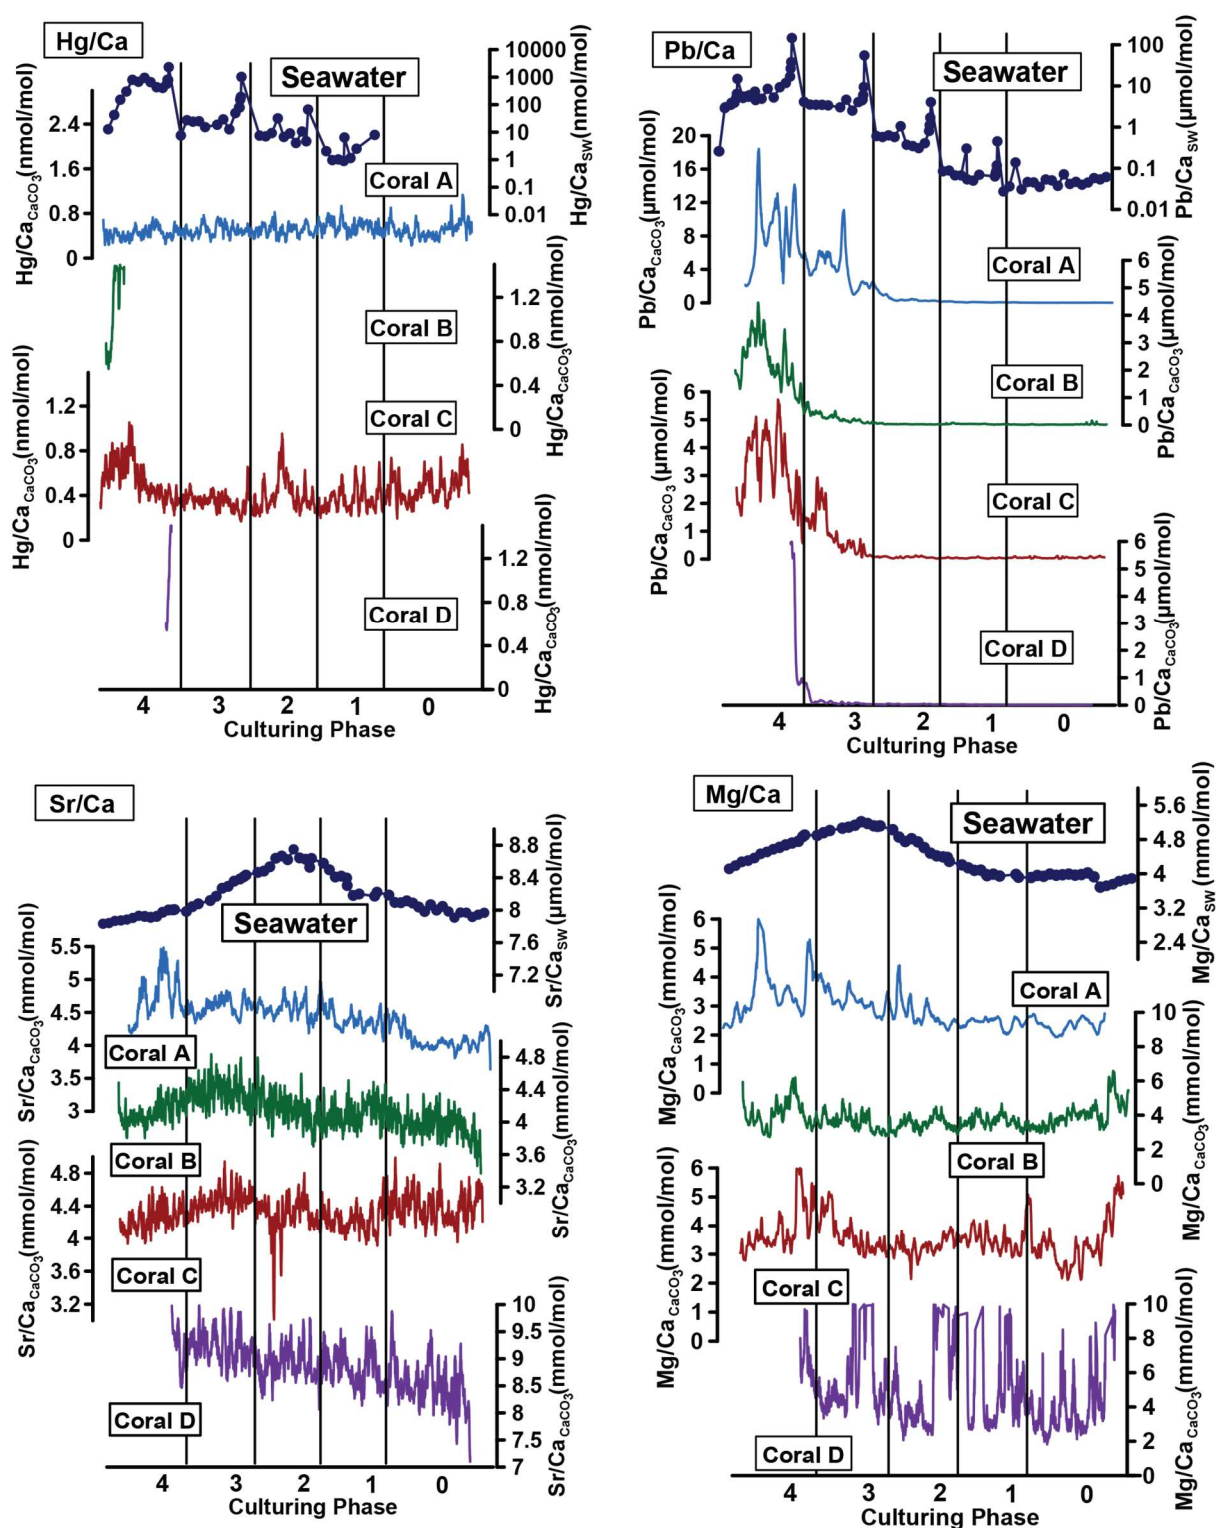 Hg/Ca
Hg/Ca_CaCO3(nmol/mol)
2.4
1.6
0.8
0
Seawater
10000
1000
100
10
1
0.1
0.01
Hg/Ca_SW(nmol/mol)
Coral A
Coral B
1.2
0.8
0.4
0
Hg/Ca_CaCO3(nmol/mol)
Hg/Ca_CaCO3(nmol/mol)
1.2
0.8
0.4
0
Coral C
Coral D
1.2
0.8
0.4
0
Hg/Ca_CaCO3(nmol/mol)
4 3 2 1 0
Culturing Phase
Pb/Ca
Seawater
100
10
1
0.1
0.01
Pb/Ca_SW(µmol/mol)
Pb/Ca_CaCO3(µmol/mol)
20
16
12
8
4
0
Coral A
6
5
4
3
2
1
0
Pb/Ca_CaCO3(µmol/mol)
Coral B
Pb/Ca_CaCO3(µmol/mol)
6
5
4
3
2
1
0
Coral C
6
5
4
3
2
1
0
Pb/Ca_CaCO3(µmol/mol)
Coral D
4 3 2 1 0
Culturing Phase
Sr/Ca
8.8
8.4
8
7.6
7.2
Sr/Ca_SW(µmol/mol)
Seawater
Sr/Ca_CaCO3(mmol/mol)
5.5
5
4.5
4
3.5
3
Coral A
4.8
4.4
4
3.6
3.2
Sr/Ca_CaCO3(mmol/mol)
Coral B
Sr/Ca_CaCO3(mmol/mol)
4.8
4.4
4
3.6
3.2
Coral C
10
9.5
9
8.5
8
7.5
7
Sr/Ca_CaCO3(mmol/mol)
Coral D
4 3 2 1 0
Culturing Phase
Mg/Ca
Seawater
5.6
4.8
4
3.2
2.4
Mg/Ca_SW(mmol/mol)
Mg/Ca_CaCO3(mmol/mol)
6
5
4
3
2
1
0
Coral A
10
8
6
4
2
0
Mg/Ca_CaCO3(mmol/mol)
Coral B
Mg/Ca_CaCO3(mmol/mol)
6
5
4
3
2
1
0
Coral C
10
8
6
4
2
0
Mg/Ca_CaCO3(mmol/mol)
Coral D
4 3 2 1 0
Culturing Phase